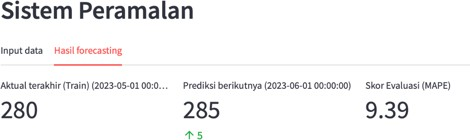 Sistem Peramalan
Input data Hasil forecasting
Aktual terakhir (Train) (2023-05-01 00:0... Prediksi berikutnya (2023-06-01 00:00:00) Skor Evaluasi (MAPE)
280 285 9.39
↑ 5